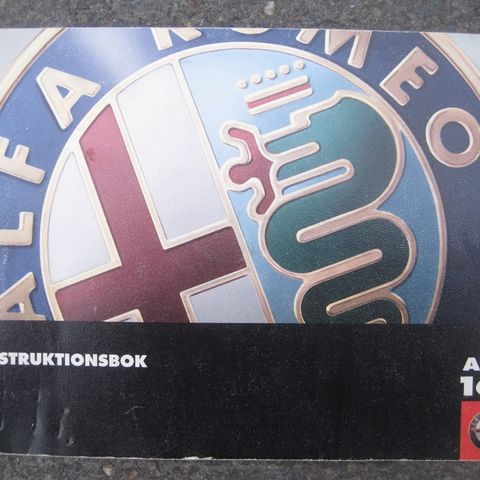 ALFA ROMEO
STRUKTIONSBOK
A
1